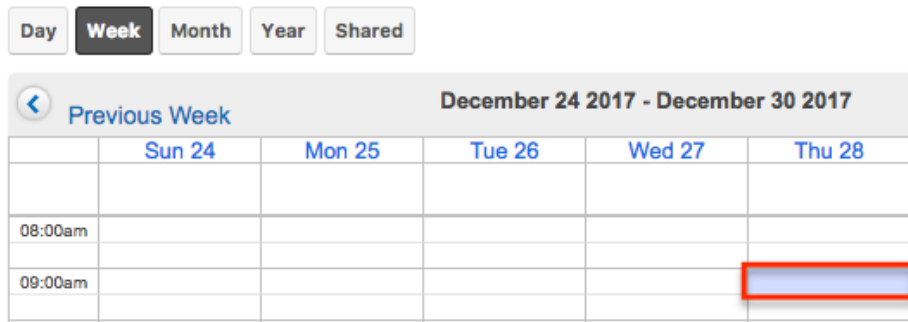 Day Week Month Year Shared
Previous Week December 24 2017 - December 30 2017
Sun 24 Mon 25 Tue 26 Wed 27 Thu 28
08:00am
09:00am